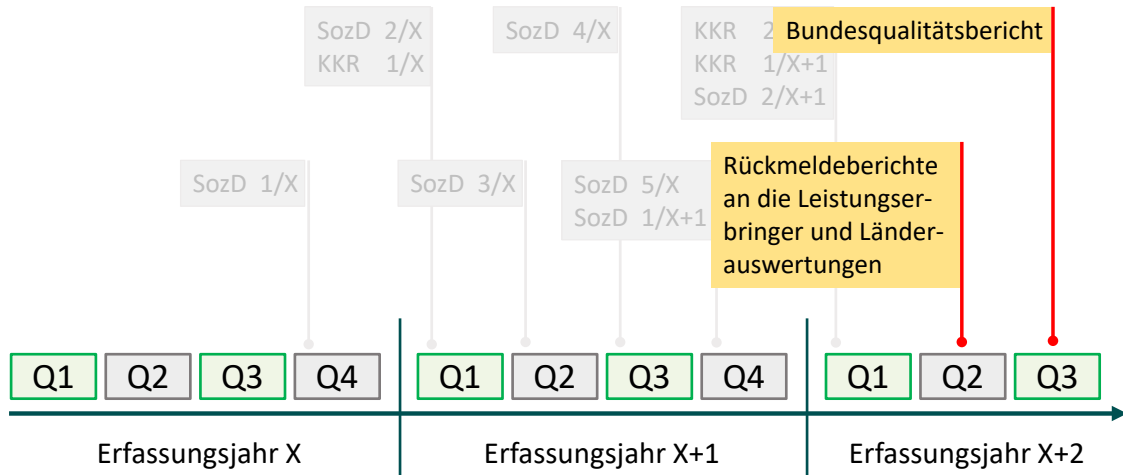 SozD 2/X
KKR 1/X
SozD 4/X
KKR 2
KKR 1/X+1
SozD 2/X+1
Bundesqualitätsbericht
SozD 1/X
SozD 3/X
SozD 5/X
SozD 1/X+1
Rückmeldeberichte
an die Leistungser-
bringer und Länder-
auswertungen
Q1 Q2 Q3 Q4 Q1 Q2 Q3 Q4 Q1 Q2 Q3
Erfassungsjahr X Erfassungsjahr X+1 Erfassungsjahr X+2